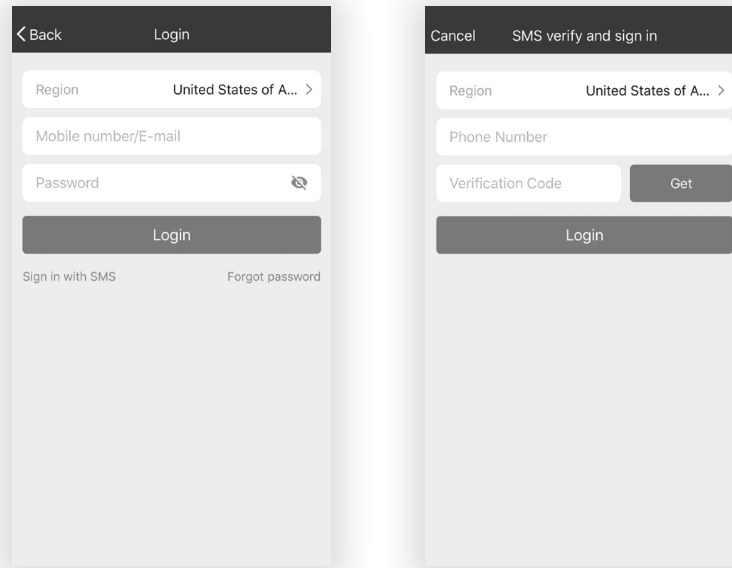 Back
Login
Region
United States of A...
Mobile number/E-mail
Password
Login
Sign in with SMS
Forgot password
Cancel
SMS verify and sign in
Region
United States of A...
Phone Number
Verification Code
Get
Login